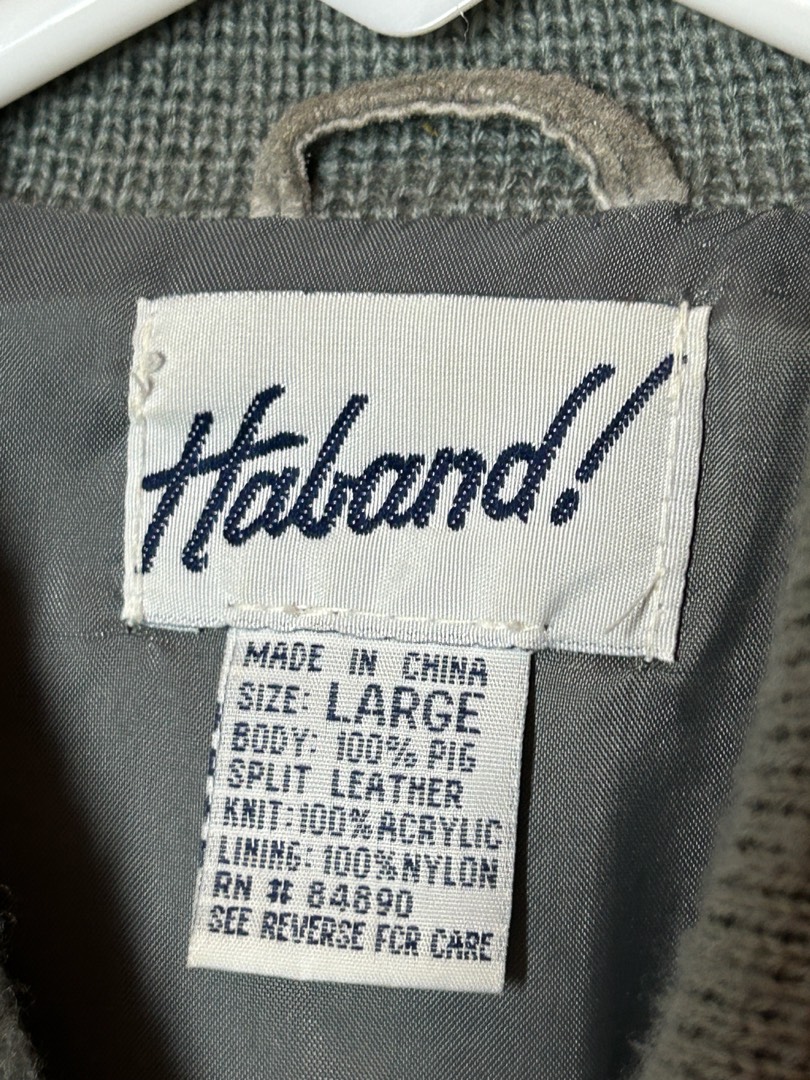 Haband!
MADE IN CHINA
SIZE: LARGE
BODY: 100% PIG
SPLIT LEATHER
KNIT: 100% ACRYLIC
LINING: 100% NYLON
RN # 84690
SEE REVERSE FOR CARE